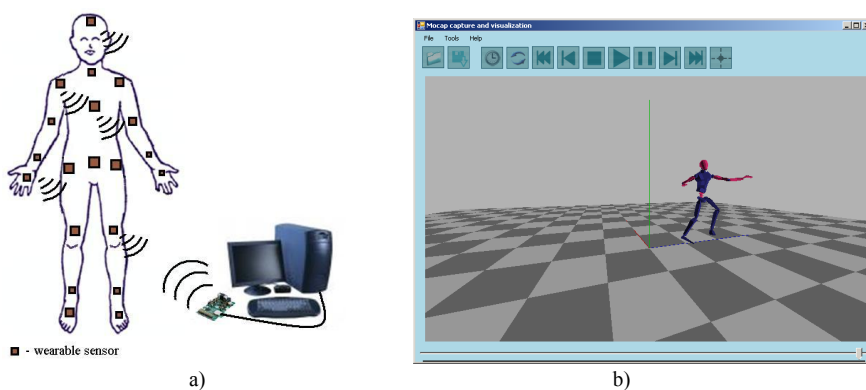 Mocap capture and visualization
File Tools Help
- wearable sensor
a)
b)